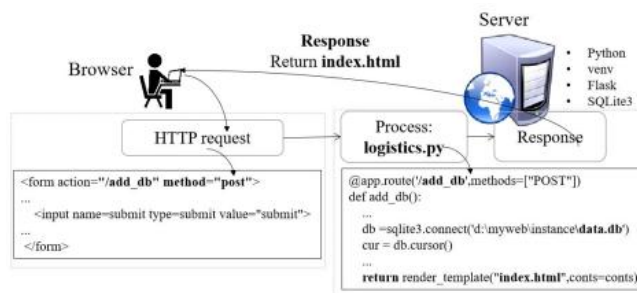 Server
Response
Return index.html
Browser
• Python
• venv
• Flask
• SQLite3
HTTP request
Process:
logistics.py
Response
<form action="/add_db" method="post">
...
<input name=submit type=submit value="submit">
...
</form>
@app.route('/add_db',methods=["POST"])
def add_db():
...
db =sqlite3.connect('d:\myweb\instance\data.db')
cur = db.cursor()
...
return render_template("index.html",conts=conts)